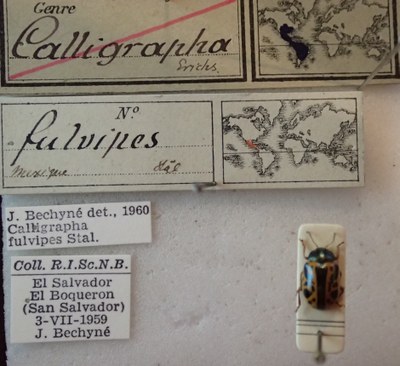 Genre
Calligrapha
Erichs.
Nº
fulvipes
Mexique Stål
J. Bechyné det., 1960
Calligrapha
fulvipes Stal.
Coll. R.I.Sc.N.B.
El Salvador
El Boqueron
(San Salvador)
3-VII-1959
J. Bechyné